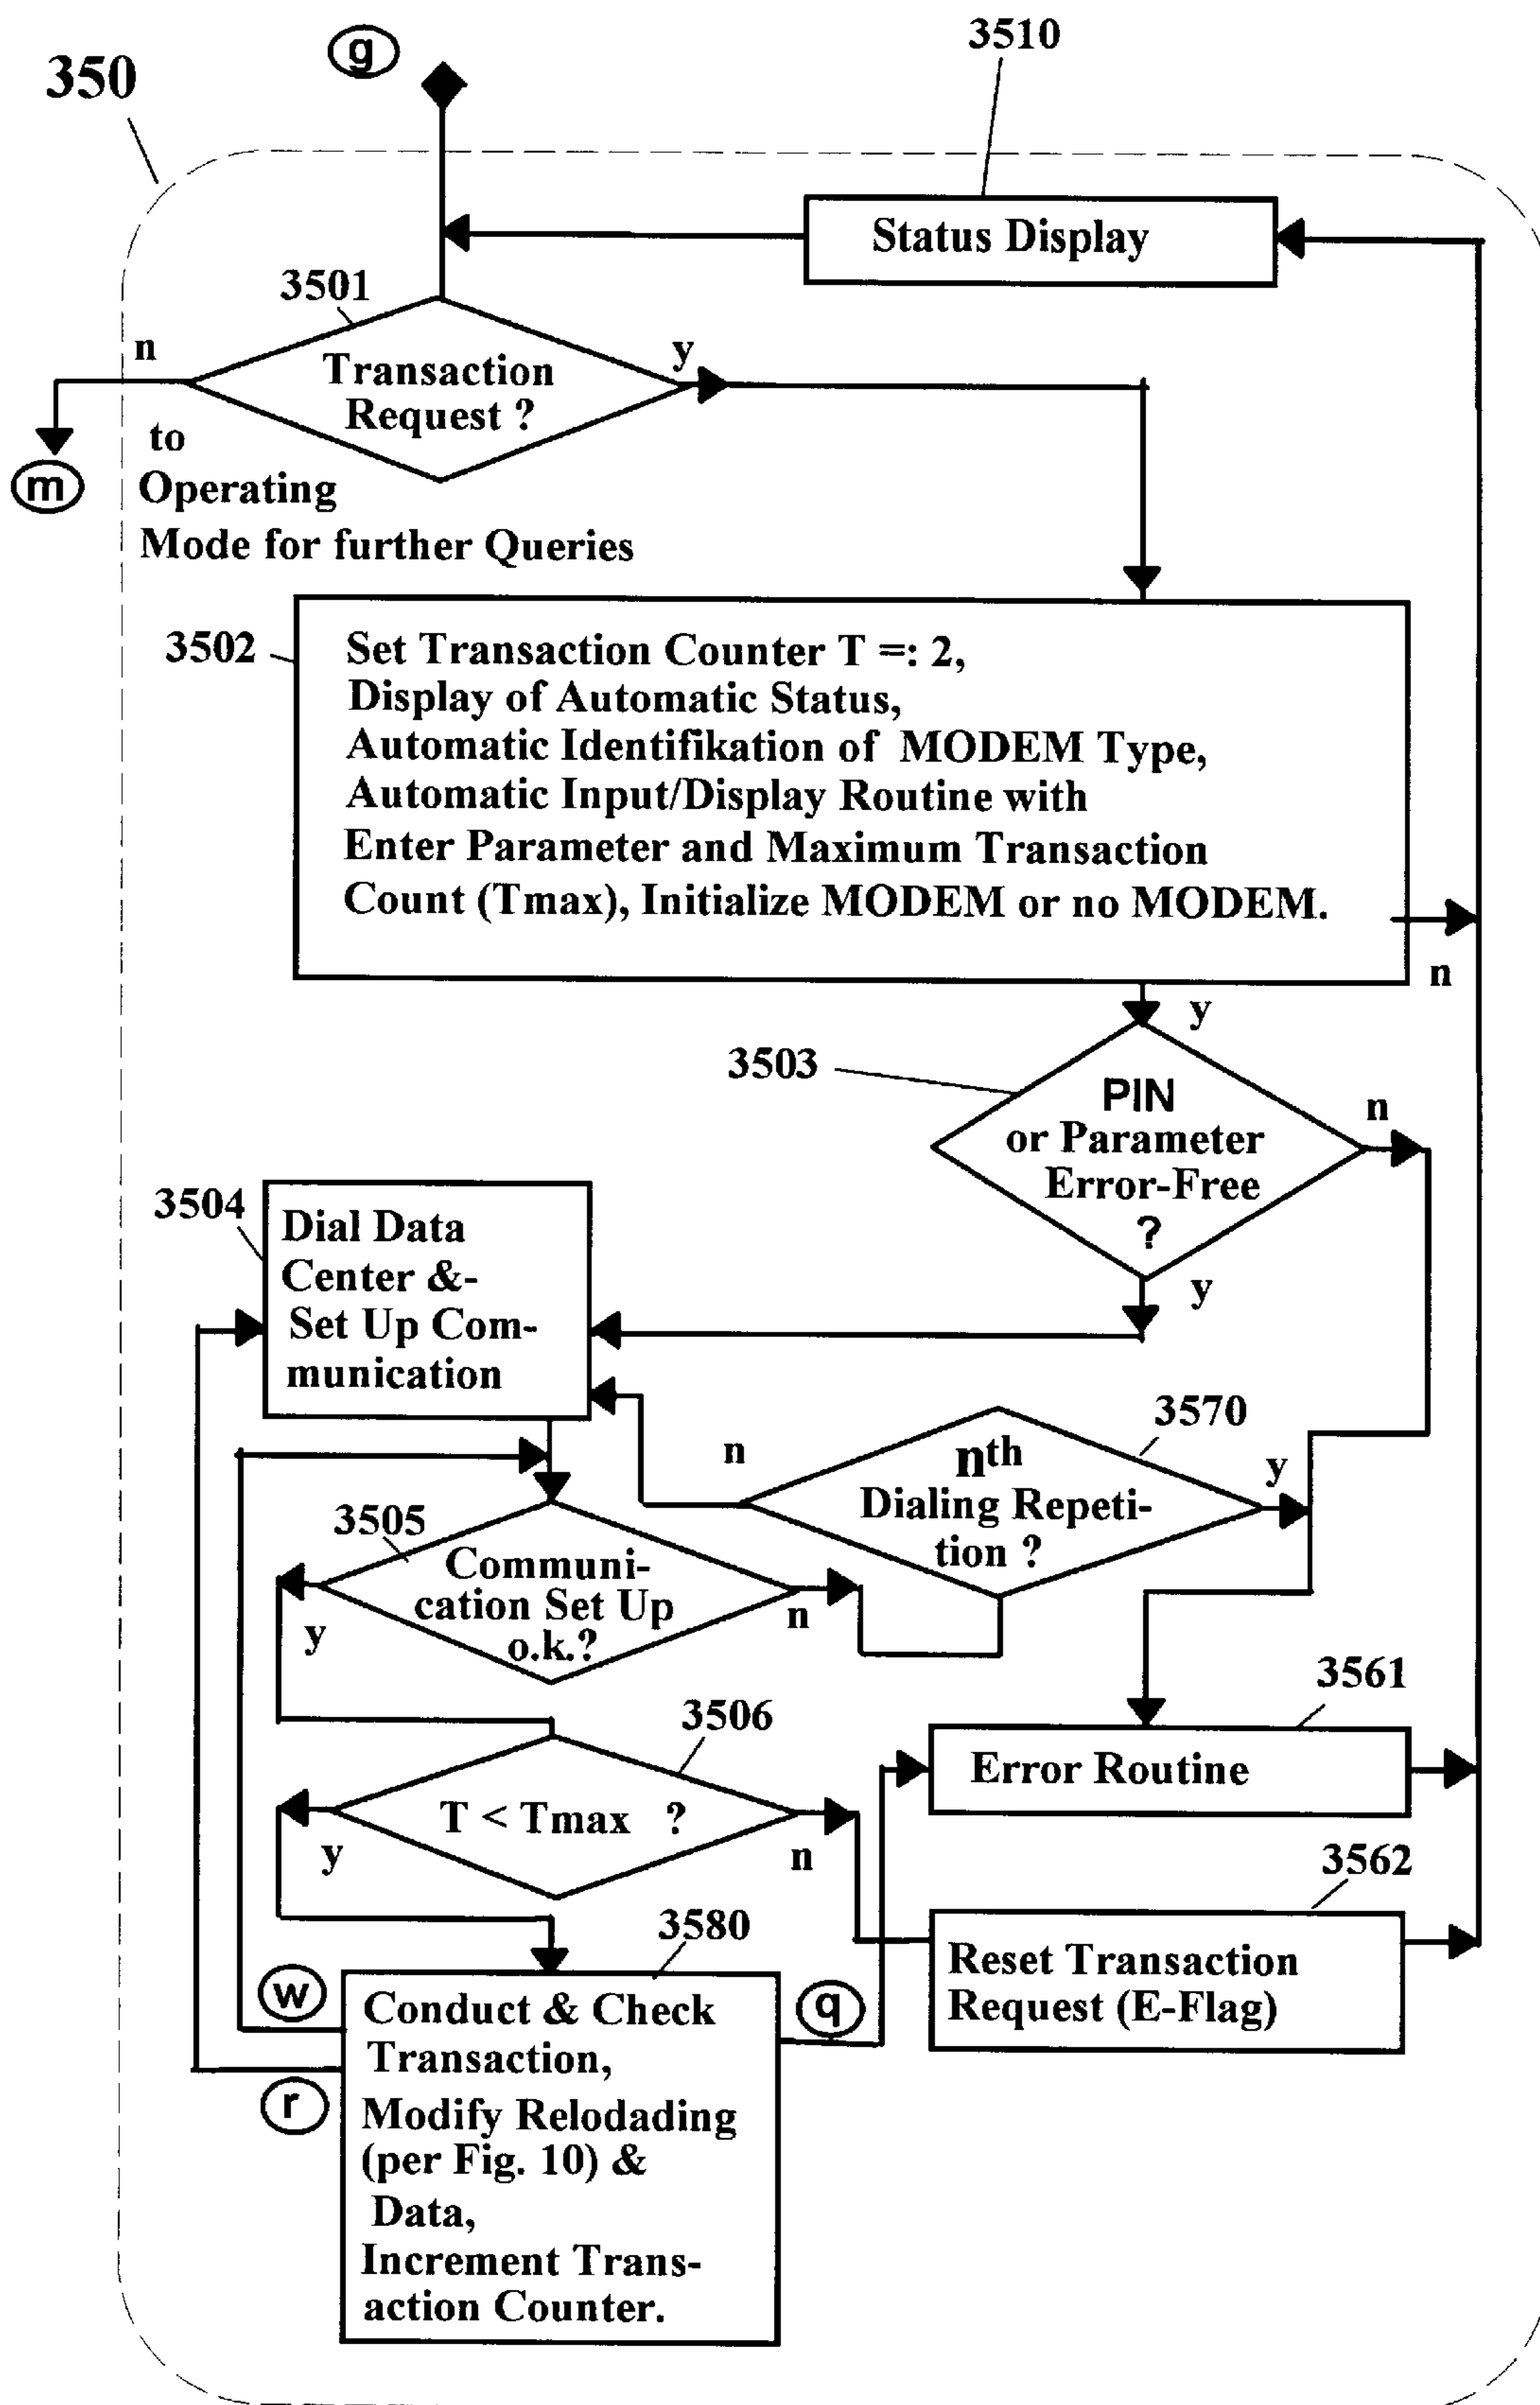 g
3510
350
Status Display
3501
n
y
Transaction
Request ?
m
to
Operating
Mode for further Queries
3502
Set Transaction Counter T =: 2,
Display of Automatic Status,
Automatic Identifikation of MODEM Type,
Automatic Input/Display Routine with
Enter Parameter and Maximum Transaction
Count (Tmax), Initialize MODEM or no MODEM.
n
y
3503
PIN
or Parameter
Error-Free
?
n
y
3504
Dial Data
Center &-
Set Up Com-
munication
3570
n
nth
Dialing Repeti-
tion ?
y
3505
Communi-
cation Set Up
o.k.?
y
n
3506
T < Tmax ?
y
n
3561
Error Routine
3562
Reset Transaction
Request (E-Flag)
3580
w
q
r
Conduct & Check
Transaction,
Modify Relodading
(per Fig. 10) &
Data,
Increment Trans-
action Counter.